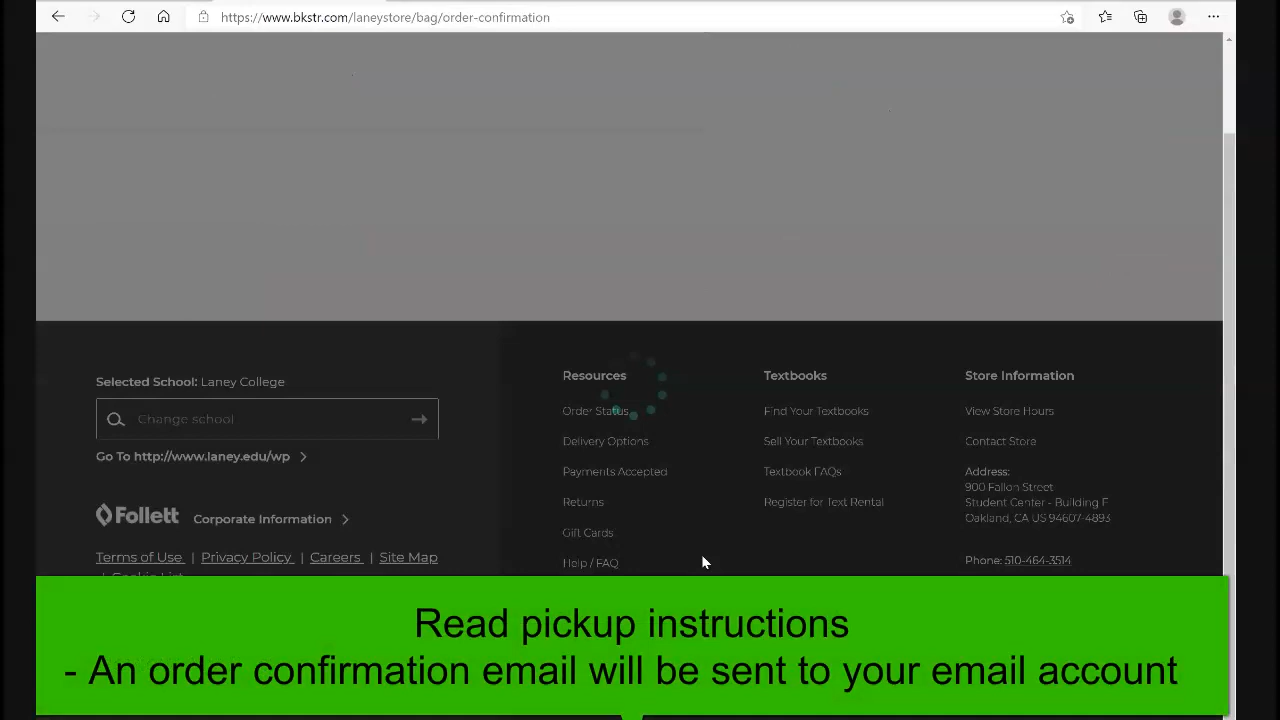 https://www.bkstr.com/laneystore/bag/order-confirmation
Selected School: Laney College
Change school
Go To http://www.laney.edu/wp
Follett
Corporate Information
Terms of Use | Privacy Policy | Careers | Site Map
| Cookie List
Resources
Order Status
Delivery Options
Payments Accepted
Returns
Gift Cards
Help / FAQ
Textbooks
Find Your Textbooks
Sell Your Textbooks
Textbook FAQs
Register for Text Rental
Store Information
View Store Hours
Contact Store
Address:
900 Fallon Street
Student Center - Building F
Oakland, CA US 94607-4893
Phone: 510-464-3514
Read pickup instructions
- An order confirmation email will be sent to your email account